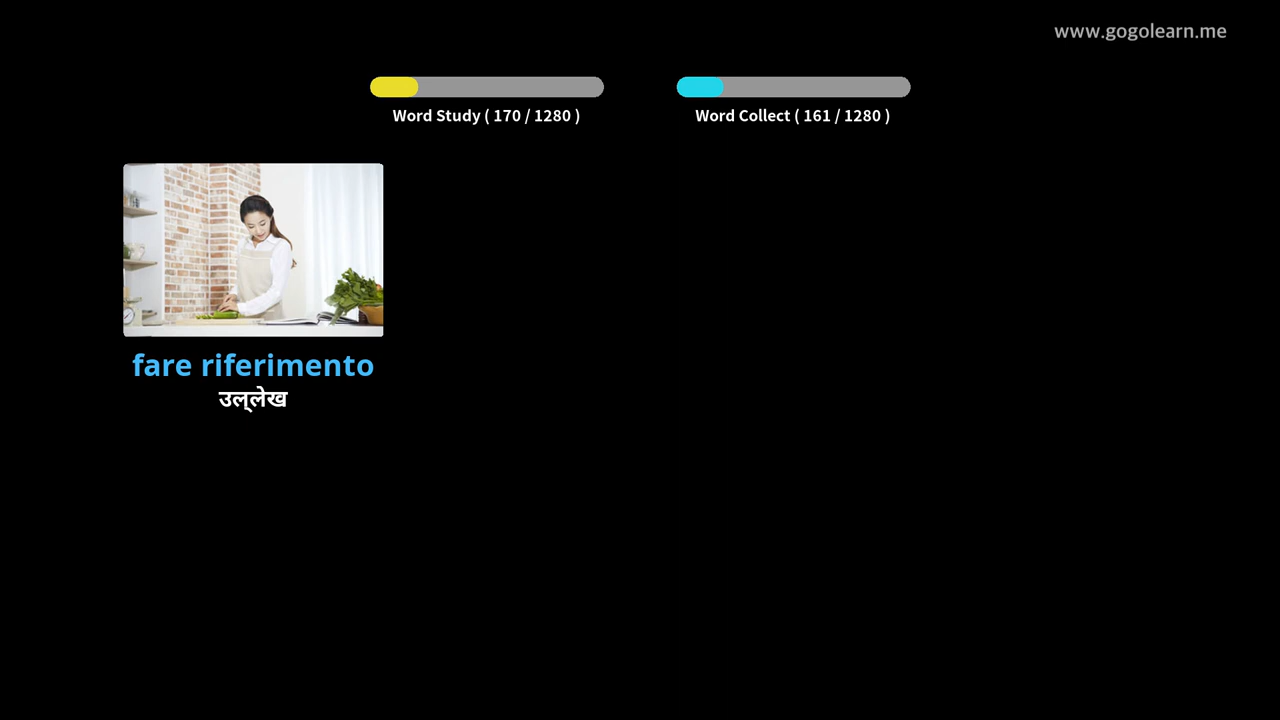 www.gogolearn.me
Word Study ( 170 / 1280 )
Word Collect ( 161 / 1280 )
fare riferimento
उल्लेख